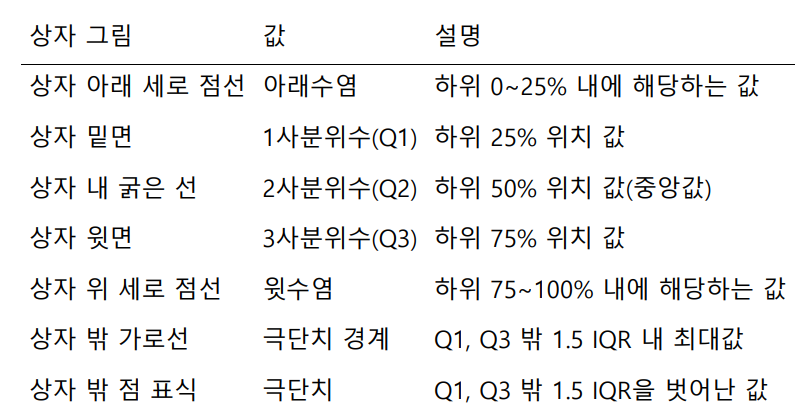 상자 그림 값 설명
상자 아래 세로 점선 아래수염 하위 0~25% 내에 해당하는 값
상자 밑면 1사분위수(Q1) 하위 25% 위치 값
상자 내 굵은 선 2사분위수(Q2) 하위 50% 위치 값(중앙값)
상자 윗면 3사분위수(Q3) 하위 75% 위치 값
상자 위 세로 점선 윗수염 하위 75~100% 내에 해당하는 값
상자 밖 가로선 극단치 경계 Q1, Q3 밖 1.5 IQR 내 최대값
상자 밖 점 표식 극단치 Q1, Q3 밖 1.5 IQR을 벗어난 값